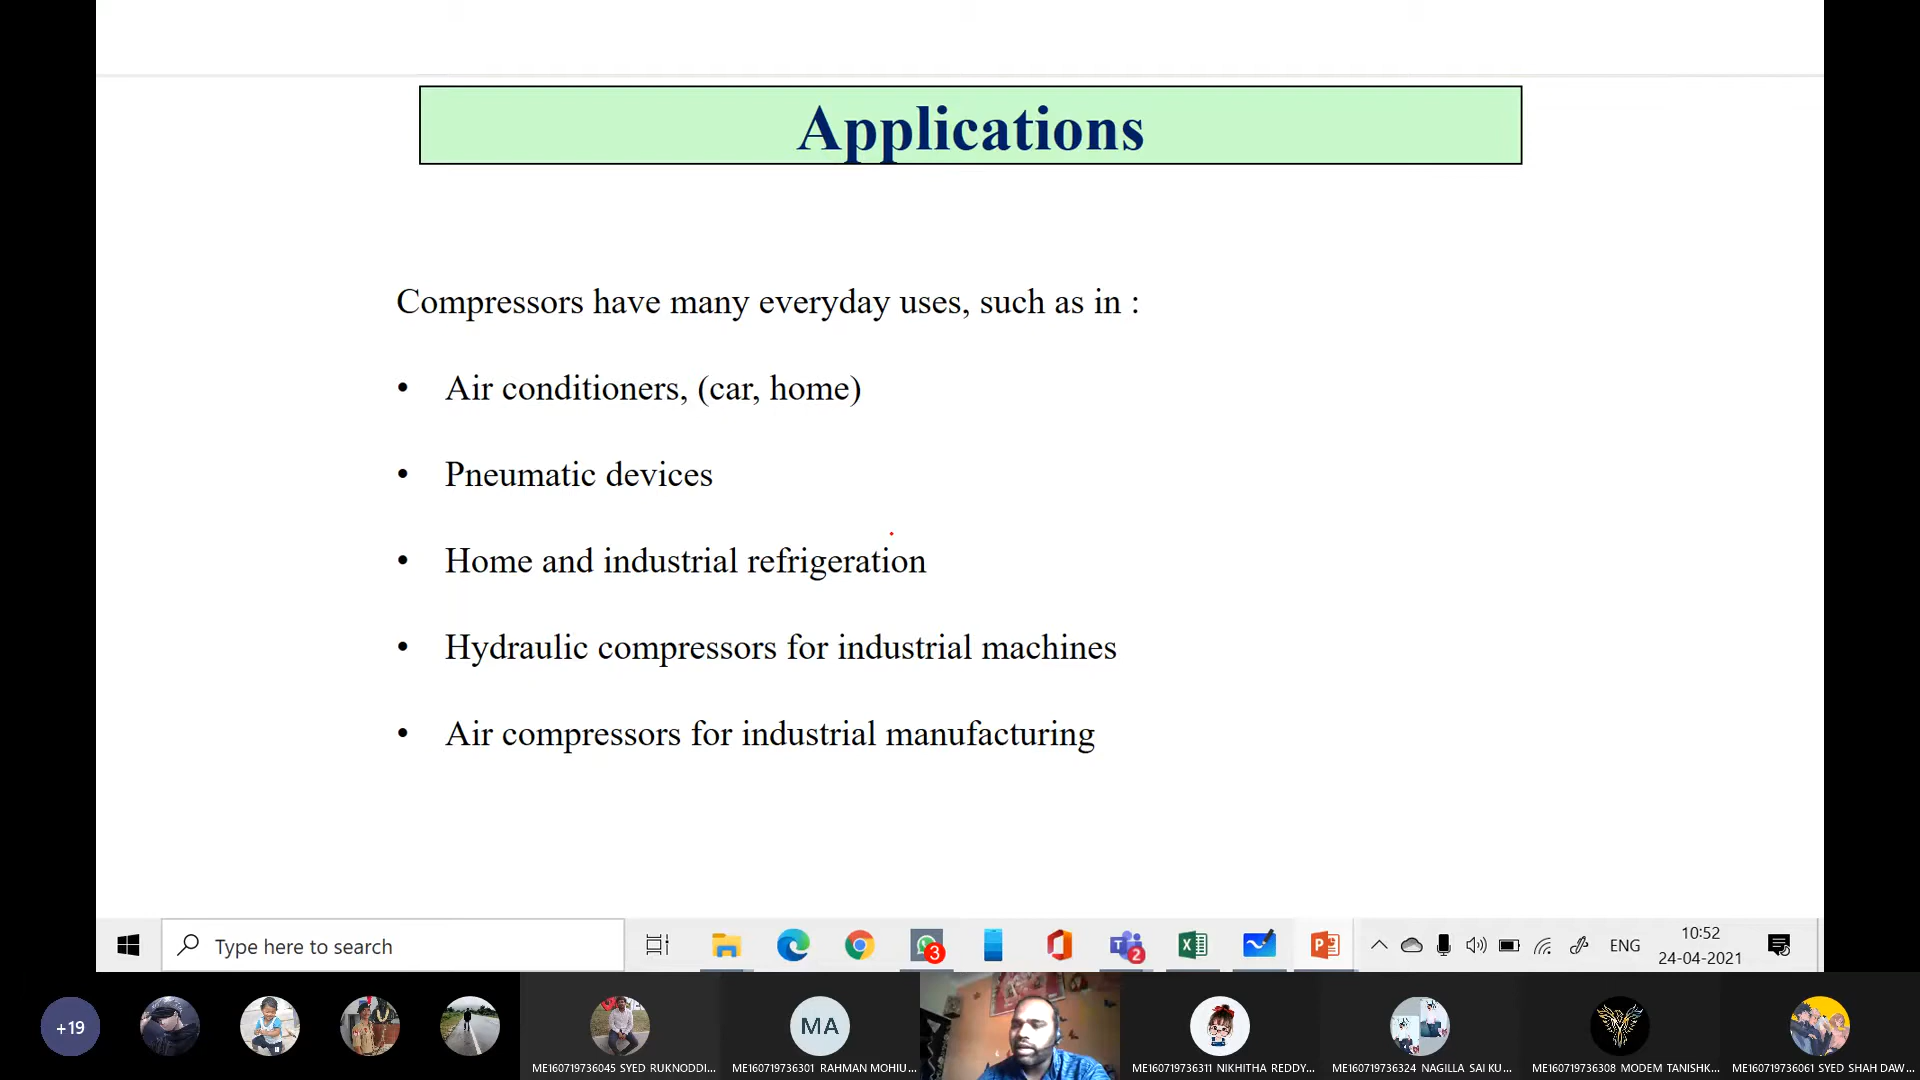 Applications
Compressors have many everyday uses, such as in :
• Air conditioners, (car, home)
• Pneumatic devices
• Home and industrial refrigeration
• Hydraulic compressors for industrial machines
• Air compressors for industrial manufacturing
Type here to search
3
2
ENG
10:52
24-04-2021
+19
MA
ME160719736045 SYED RUKNODDI...
ME160719736301 RAHMAN MOHIU...
ME160719736311 NIKHITHA REDDY...
ME160719736324 NAGILLA SAI KU...
ME160719736308 MODEM TANISHK...
ME160719736061 SYED SHAH DAW...